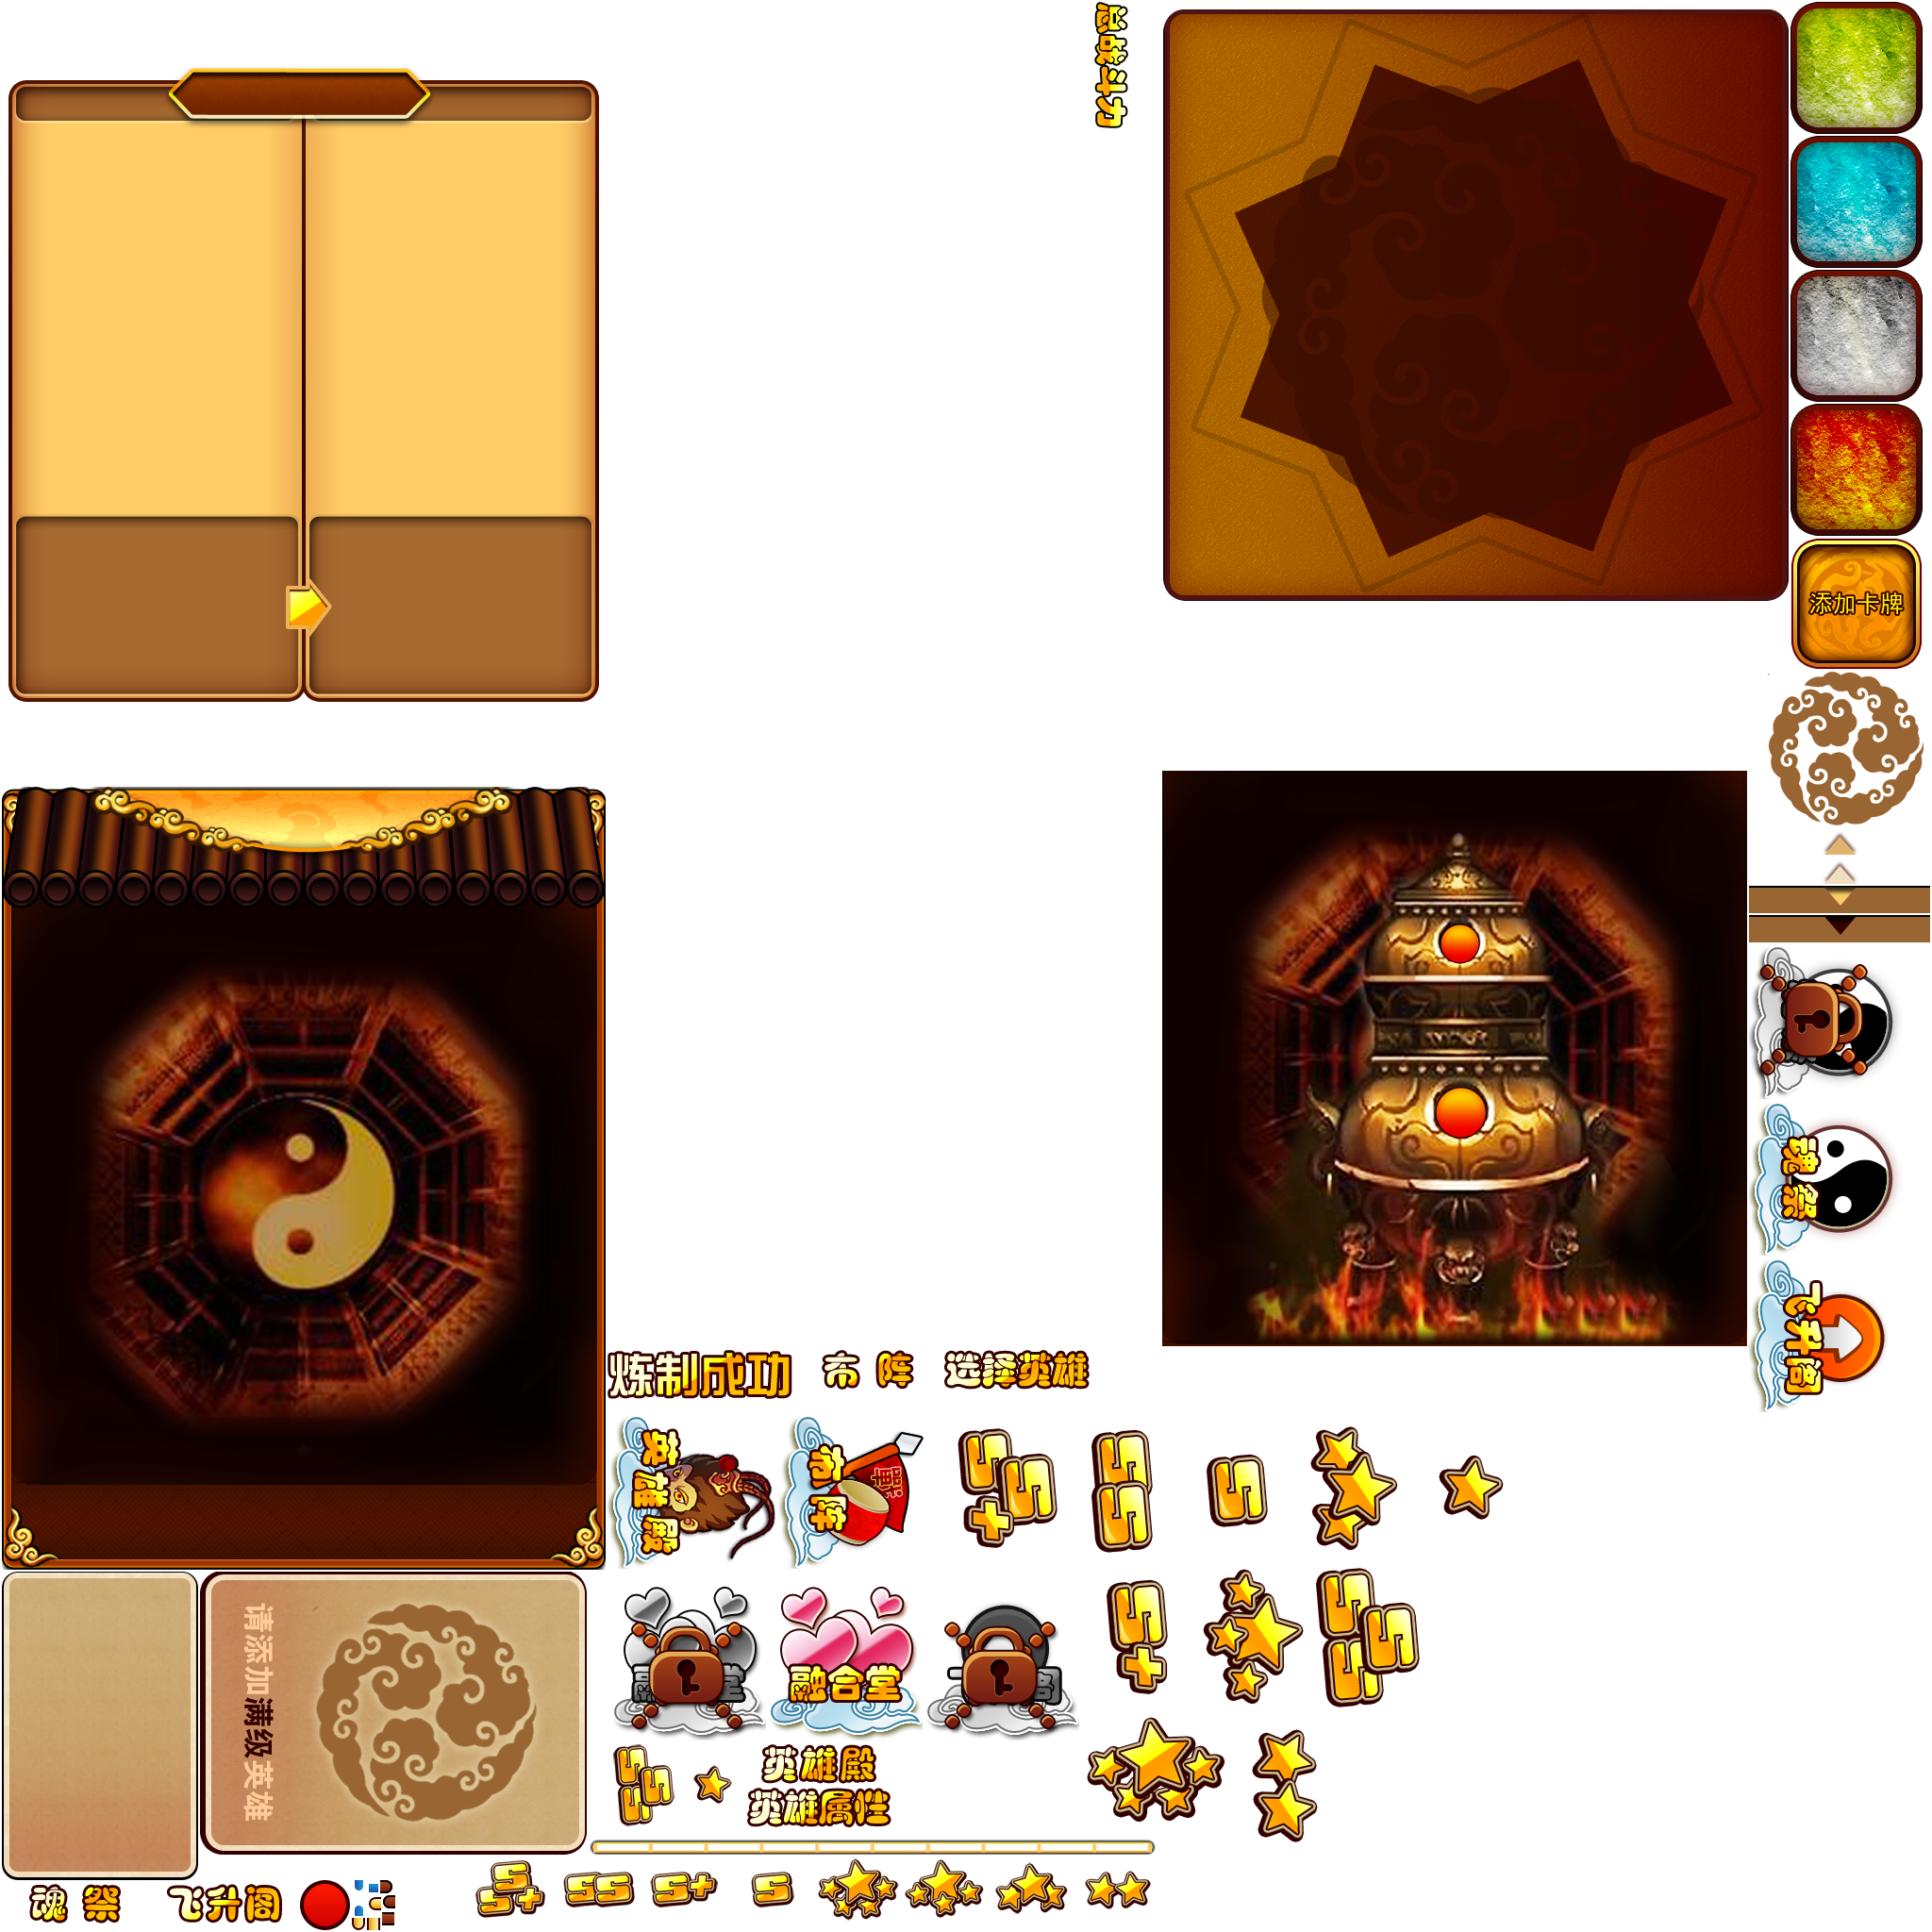 总战斗力
添加卡牌
魂祭
飞升阁
炼制成功
布阵
选择英雄
英雄殿
布阵
SS+
SS
S
融合堂
S+
SSS
请添加满级英雄
SSS
英雄殿
英雄属性
魂祭
飞升阁
SS+
SS
S+
S